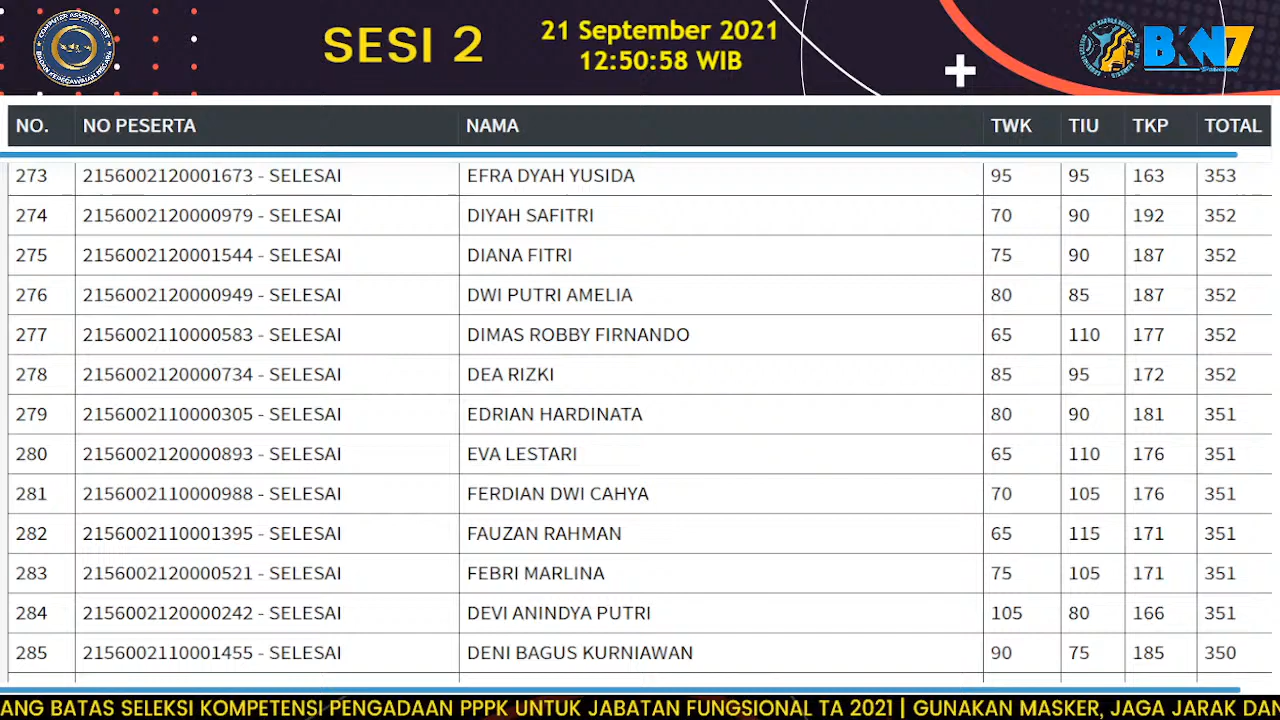 COMPUTER ASSISTED TEST
BADAN KEPEGAWAIAN NEGARA
SESI 2
21 September 2021
12:50:58 WIB
BKN7
NO. NO PESERTA NAMA TWK TIU TKP TOTAL
273 2156002120001673 - SELESAI EFRA DYAH YUSIDA 95 95 163 353
274 2156002120000979 - SELESAI DIYAH SAFITRI 70 90 192 352
275 2156002120001544 - SELESAI DIANA FITRI 75 90 187 352
276 2156002120000949 - SELESAI DWI PUTRI AMELIA 80 85 187 352
277 2156002110000583 - SELESAI DIMAS ROBBY FIRNANDO 65 110 177 352
278 2156002120000734 - SELESAI DEA RIZKI 85 95 172 352
279 2156002110000305 - SELESAI EDRIAN HARDINATA 80 90 181 351
280 2156002120000893 - SELESAI EVA LESTARI 65 110 176 351
281 2156002110000988 - SELESAI FERDIAN DWI CAHYA 70 105 176 351
282 2156002110001395 - SELESAI FAUZAN RAHMAN 65 115 171 351
283 2156002120000521 - SELESAI FEBRI MARLINA 75 105 171 351
284 2156002120000242 - SELESAI DEVI ANINDYA PUTRI 105 80 166 351
285 2156002110001455 - SELESAI DENI BAGUS KURNIAWAN 90 75 185 350
ANG BATAS SELEKSI KOMPETENSI PENGADAAN PPPK UNTUK JABATAN FUNGSIONAL TA 2021 | GUNAKAN MASKER, JAGA JARAK DAN